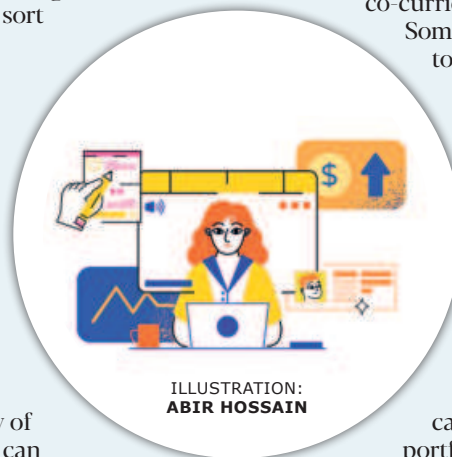 sort
co-curric
Som
to
$
ILLUSTRATION:
ABIR HOSSAIN
of
can
ca
portf